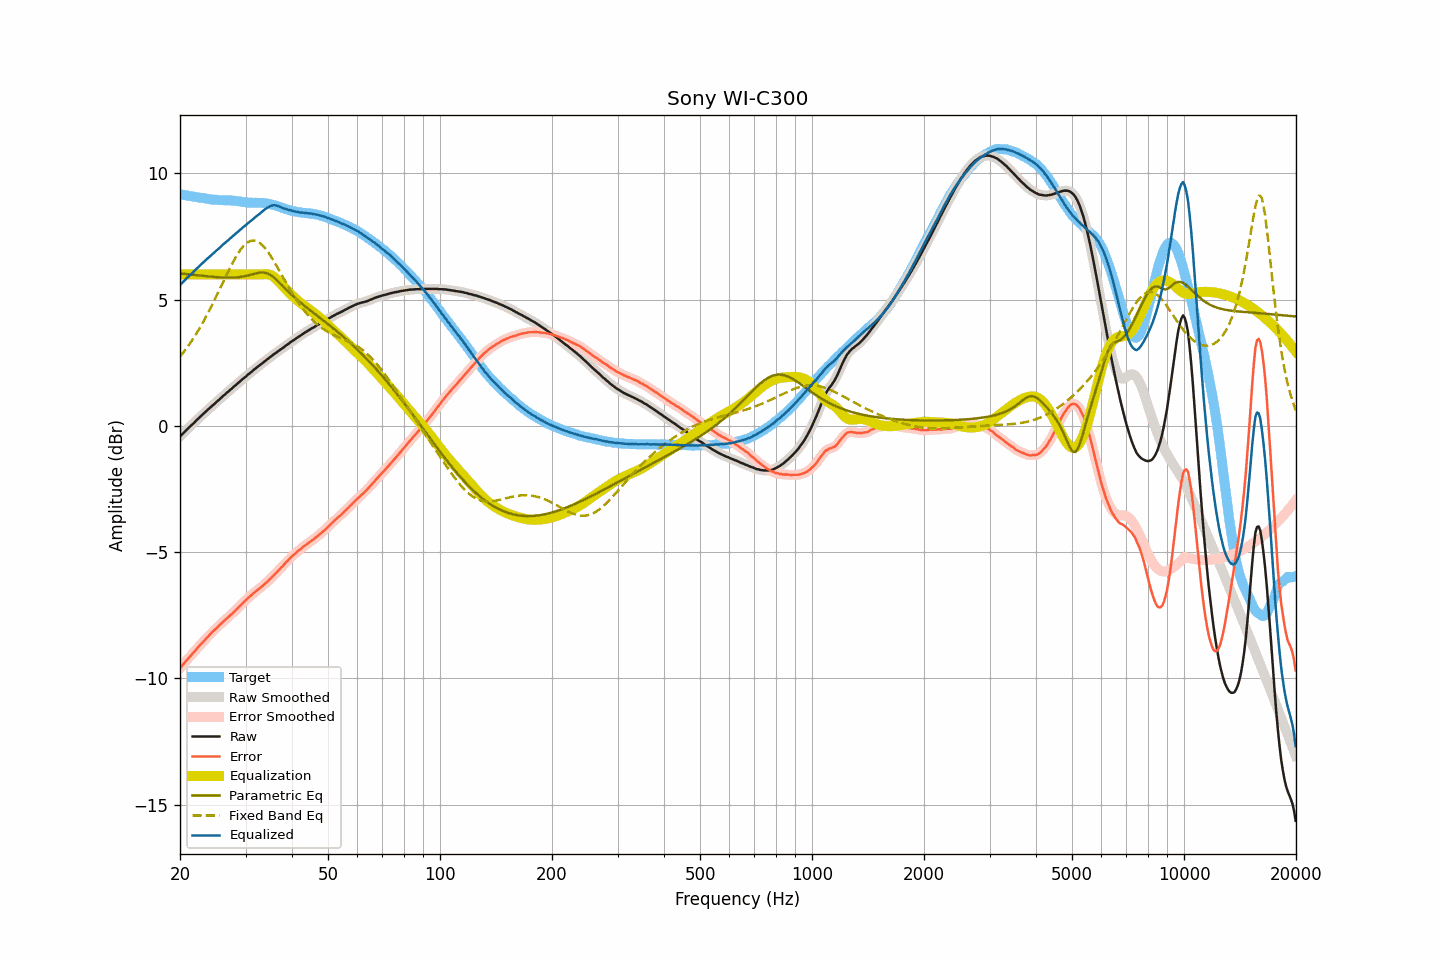 Sony WI-C300
Amplitude (dBr)
10
5
0
−5
−10
−15
Target
Raw Smoothed
Error Smoothed
Raw
Error
Equalization
Parametric Eq
Fixed Band Eq
Equalized
20 50 100 200 500 1000 2000 5000 10000 20000
Frequency (Hz)